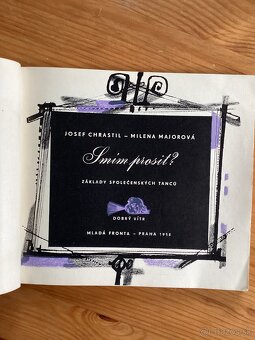 JOSEF CHRASTIL – MILENA MAJOROVÁ
Smím prosit?
ZÁKLADY SPOLEČENSKÝCH TANCŮ
DOBRÝ VÍTR
MLADÁ FRONTA – PRAHA 1958